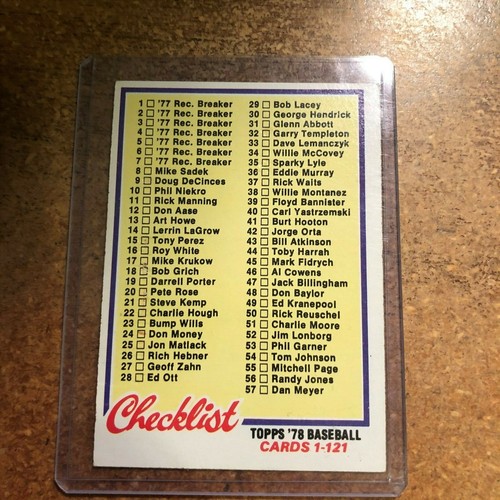 1 ☐ '77 Rec. Breaker
2 ☐ '77 Rec. Breaker
3 ☐ '77 Rec. Breaker
4 ☐ '77 Rec. Breaker
5 ☐ '77 Rec. Breaker
6 ☐ '77 Rec. Breaker
7 ☐ '77 Rec. Breaker
8 ☐ Mike Sadek
9 ☐ Doug DeCinces
10 ☐ Phil Niekro
11 ☐ Rick Manning
12 ☐ Don Aase
13 ☐ Art Howe
14 ☐ Lerrin LaGrow
15 ☐ Tony Perez
16 ☐ Roy White
17 ☐ Mike Krukow
18 ☐ Bob Grich
19 ☐ Darrell Porter
20 ☐ Pete Rose
21 ☐ Steve Kemp
22 ☐ Charlie Hough
23 ☐ Bump Wills
24 ☐ Don Money
25 ☐ Jon Matlack
26 ☐ Rich Hebner
27 ☐ Geoff Zahn
28 ☐ Ed Ott
29 ☐ Bob Lacey
30 ☐ George Hendrick
31 ☐ Glenn Abbott
32 ☐ Garry Templeton
33 ☐ Dave Lemanczyk
34 ☐ Willie McCovey
35 ☐ Sparky Lyle
36 ☐ Eddie Murray
37 ☐ Rick Waits
38 ☐ Willie Montanez
39 ☐ Floyd Bannister
40 ☐ Carl Yastrzemski
41 ☐ Burt Hooton
42 ☐ Jorge Orta
43 ☐ Bill Atkinson
44 ☐ Toby Harrah
45 ☐ Mark Fidrych
46 ☐ Al Cowens
47 ☐ Jack Billingham
48 ☐ Don Baylor
49 ☐ Ed Kranepool
50 ☐ Rick Reuschel
51 ☐ Charlie Moore
52 ☐ Jim Lonborg
53 ☐ Phil Garner
54 ☐ Tom Johnson
55 ☐ Mitchell Page
56 ☐ Randy Jones
57 ☐ Dan Meyer
Checklist
TOPPS '78 BASEBALL
CARDS 1-121